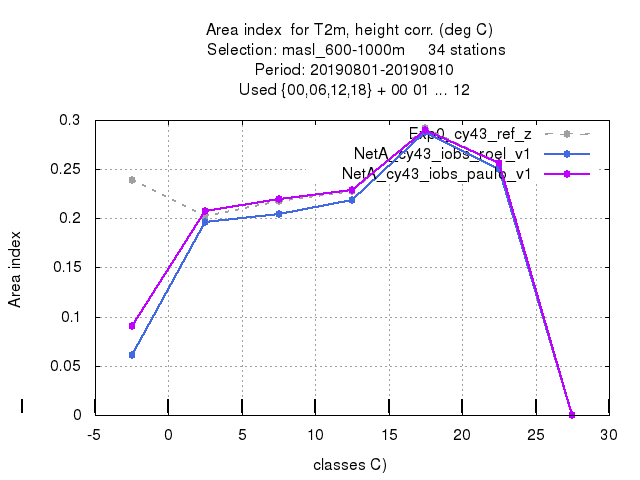 Area index  for T2m, height corr. (deg C)
Selection: masl_600-1000m     34 stations
Period: 20190801-20190810
Used {00,06,12,18} + 00 01 ... 12
Exp0_cy43_ref_z
NetA_cy43_iobs_roel_v1
NetA_cy43_iobs_paulo_v1
0.3
0.25
0.2
0.15
0.1
0.05
0
Area index
-5 0 5 10 15 20 25 30
classes C)